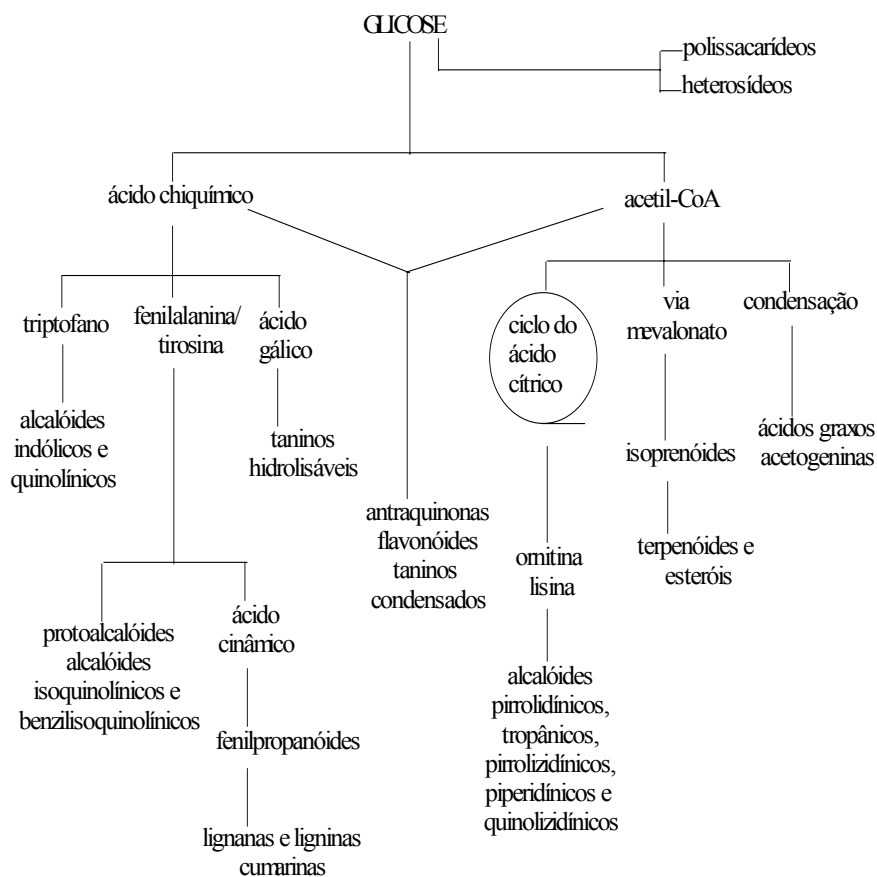 GLICOSE
polissacarídeos
heterosídeos
ácido chiquímico
acetil-CoA
triptofano
fenilalanina/
tirosina
ácido
gálico
ciclo do
ácido
cítrico
via
mevalonato
condensação
alcalóides
indólicos e
quinolínicos
taninos
hidrolisáveis
antraquinonas
flavonóides
taninos
condensados
isoprenóides
ácidos graxos
acetogeninas
ornitina
lisina
terpenóides e
esteróis
protoalcalóides
alcalóides
isoquinolínicos e
benzilisoquinolínicos
ácido
cinâmico
fenilpropanóides
lignanas e ligninas
cumarinas
alcalóides
pirrolidínicos,
tropânicos,
pirrolizidínicos,
piperidínicos e
quinolizidínicos